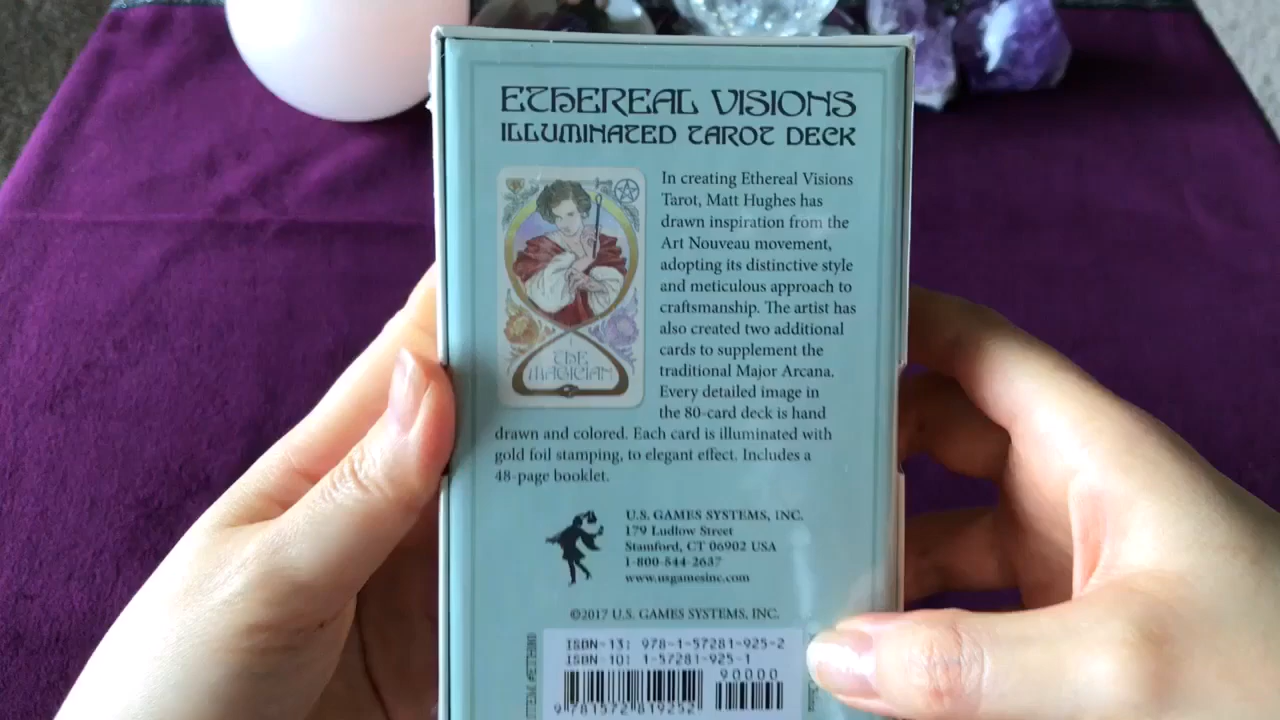 ETHEREAL VISIONS
ILLUMINATED TAROT DECK
In creating Ethereal Visions
Tarot, Matt Hughes has
drawn inspiration from the
Art Nouveau movement,
adopting its distinctive style
and meticulous approach to
craftsmanship. The artist has
also created two additional
cards to supplement the
traditional Major Arcana.
Every detailed image in
the 80-card deck is hand
drawn and colored. Each card is illuminated with
gold foil stamping, to elegant effect. Includes a
48-page booklet.
I
THE
MAGICIAN
U.S. GAMES SYSTEMS, INC.
179 Ludlow Street
Stamford, CT 06902 USA
1-800-544-2637
www.usgamesinc.com
©2017 U.S. GAMES SYSTEMS, INC.
ISBN-13: 978-1-57281-925-2
ISBN-10: 1-57281-925-1
90000
9 781572 819252